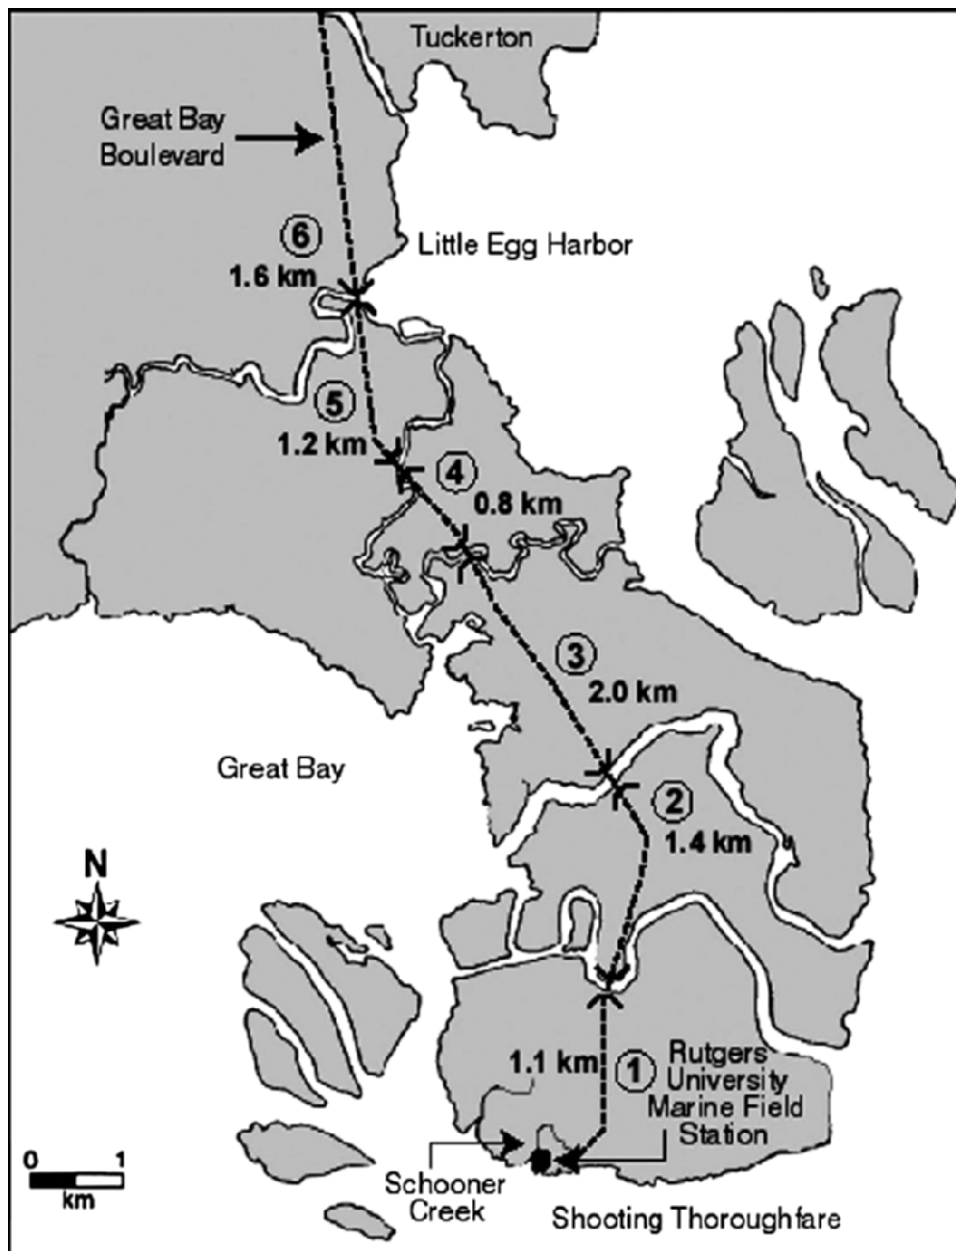 Tuckerton
Great Bay
Boulevard
6
1.6 km
Little Egg Harbor
5
1.2 km
4
0.8 km
3
2.0 km
Great Bay
2
1.4 km
N
1.1 km
1
Rutgers
University
Marine Field
Station
0 1
km
Schooner
Creek
Shooting Thoroughfare